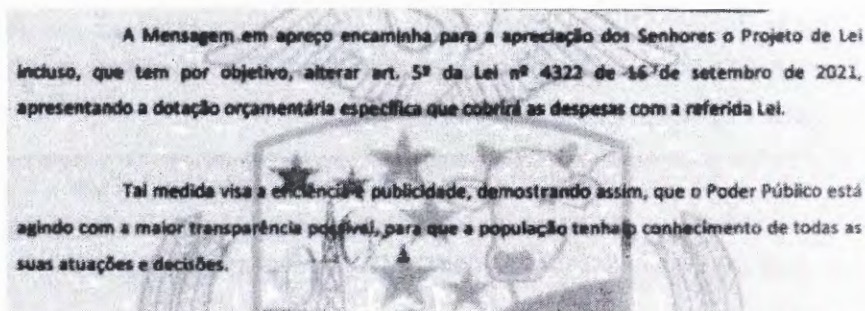 A Mensagem em apreço encaminha para a apreciação dos Senhores o Projeto de Lei
incluso, que tem por objetivo, alterar art. 5º da Lei nº 4322 de 16 de setembro de 2021,
apresentando a dotação orçamentária específica que cobrirá as despesas com a referida Lei.
Tal medida visa a eficiência e publicidade, demostrando assim, que o Poder Público está
agindo com a maior transparência possível, para que a população tenha o conhecimento de todas as
suas atuações e decisões.